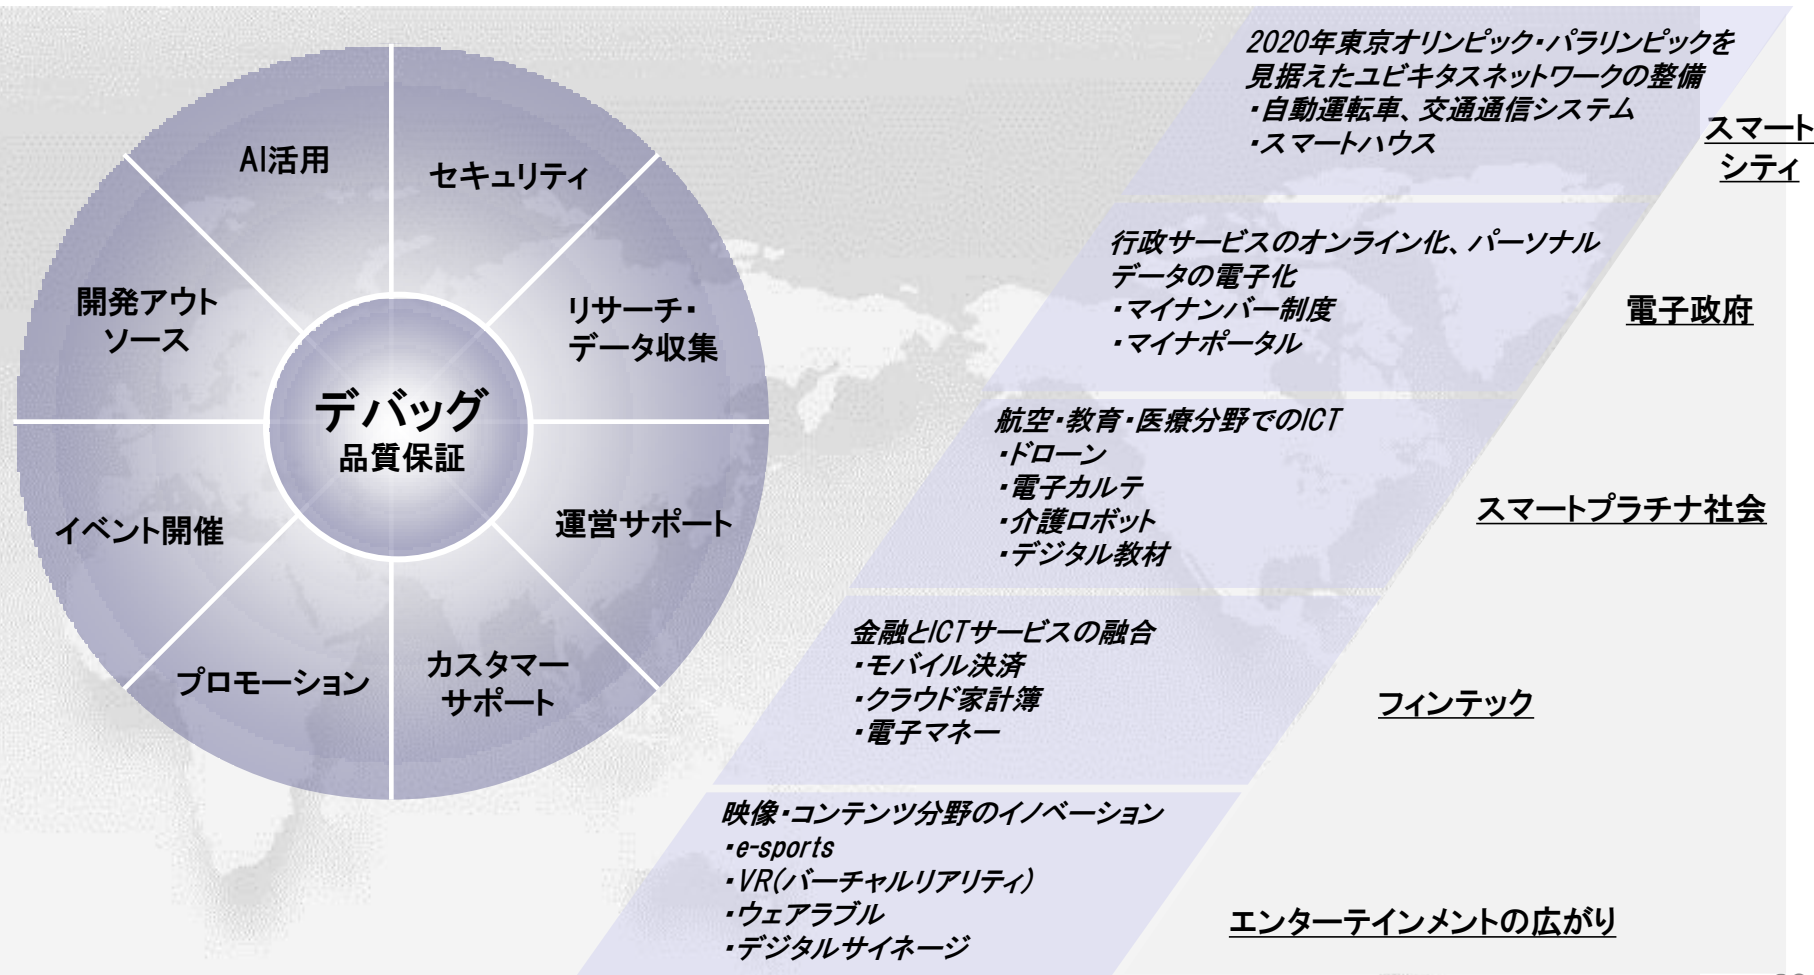 AI活用
セキュリティ
開発アウト
ソース
リサーチ・
データ収集
デバッグ
品質保証
イベント開催
運営サポート
プロモーション
カスタマー
サポート
2020年東京オリンピック・パラリンピックを
見据えたユビキタスネットワークの整備
・自動運転車、交通通信システム
・スマートハウス
スマート
シティ
行政サービスのオンライン化、パーソナル
データの電子化
・マイナンバー制度
・マイナポータル
電子政府
航空・教育・医療分野でのICT
・ドローン
・電子カルテ
・介護ロボット
・デジタル教材
スマートプラチナ社会
金融とICTサービスの融合
・モバイル決済
・クラウド家計簿
・電子マネー
フィンテック
映像・コンテンツ分野のイノベーション
・e-sports
・VR(バーチャルリアリティ)
・ウェアラブル
・デジタルサイネージ
エンターテインメントの広がり